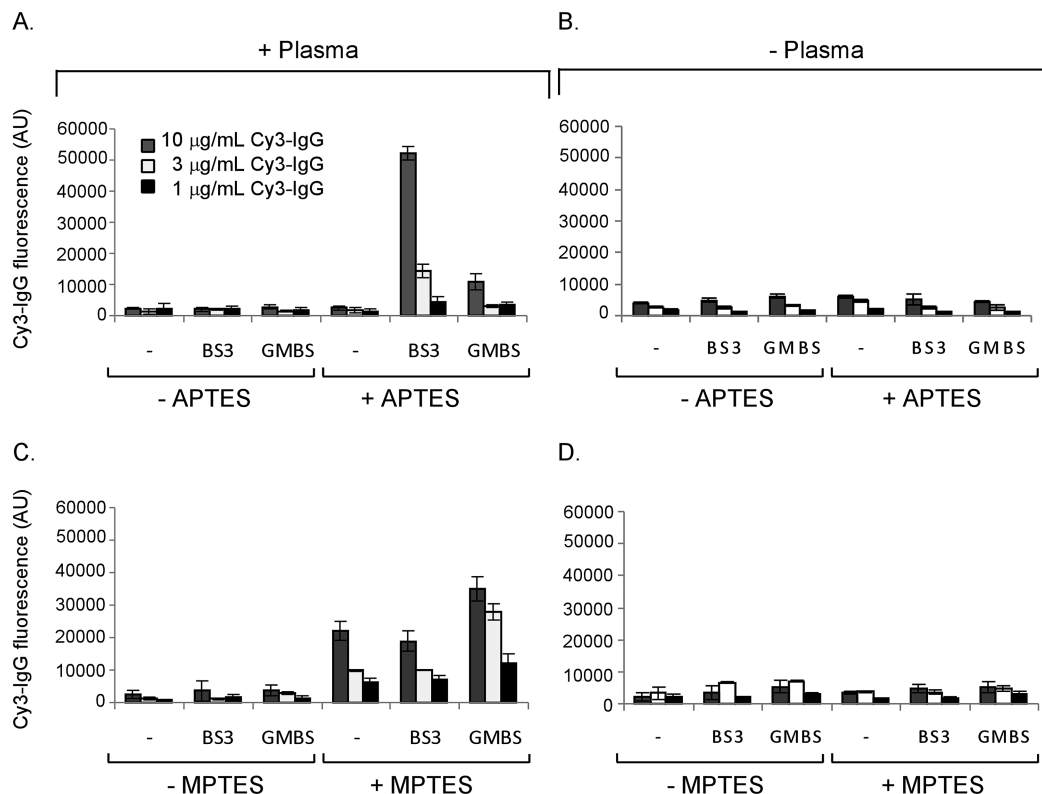 A.
+ Plasma
Cy3-IgG fluorescence (AU)
60000
50000
40000
30000
20000
10000
0
10 μg/mL Cy3-IgG
3 μg/mL Cy3-IgG
1 μg/mL Cy3-IgG
- BS3 GMBS - BS3 GMBS
- APTES + APTES
B.
- Plasma
60000
50000
40000
30000
20000
10000
0
- BS3 GMBS - BS3 GMBS
- APTES + APTES
C.
Cy3-IgG fluorescence (AU)
60000
50000
40000
30000
20000
10000
0
- BS3 GMBS - BS3 GMBS
- MPTES + MPTES
D.
60000
50000
40000
30000
20000
10000
0
- BS3 GMBS - BS3 GMBS
- MPTES + MPTES